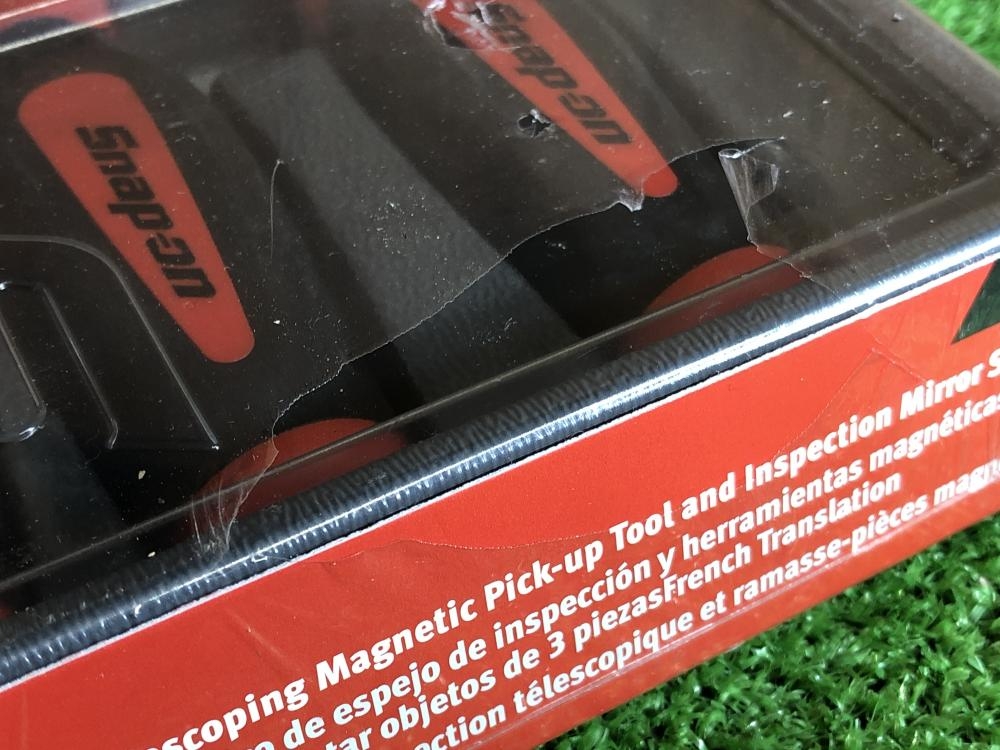 Snap-on
Snap-on
scoping Magnetic Pick-up Tool and Inspection Mirror S
de espejo de inspección y herramientas magnéticas
tar objetos de 3 piezasFrench Translation
ection télescopique et ramasse-pièces magn